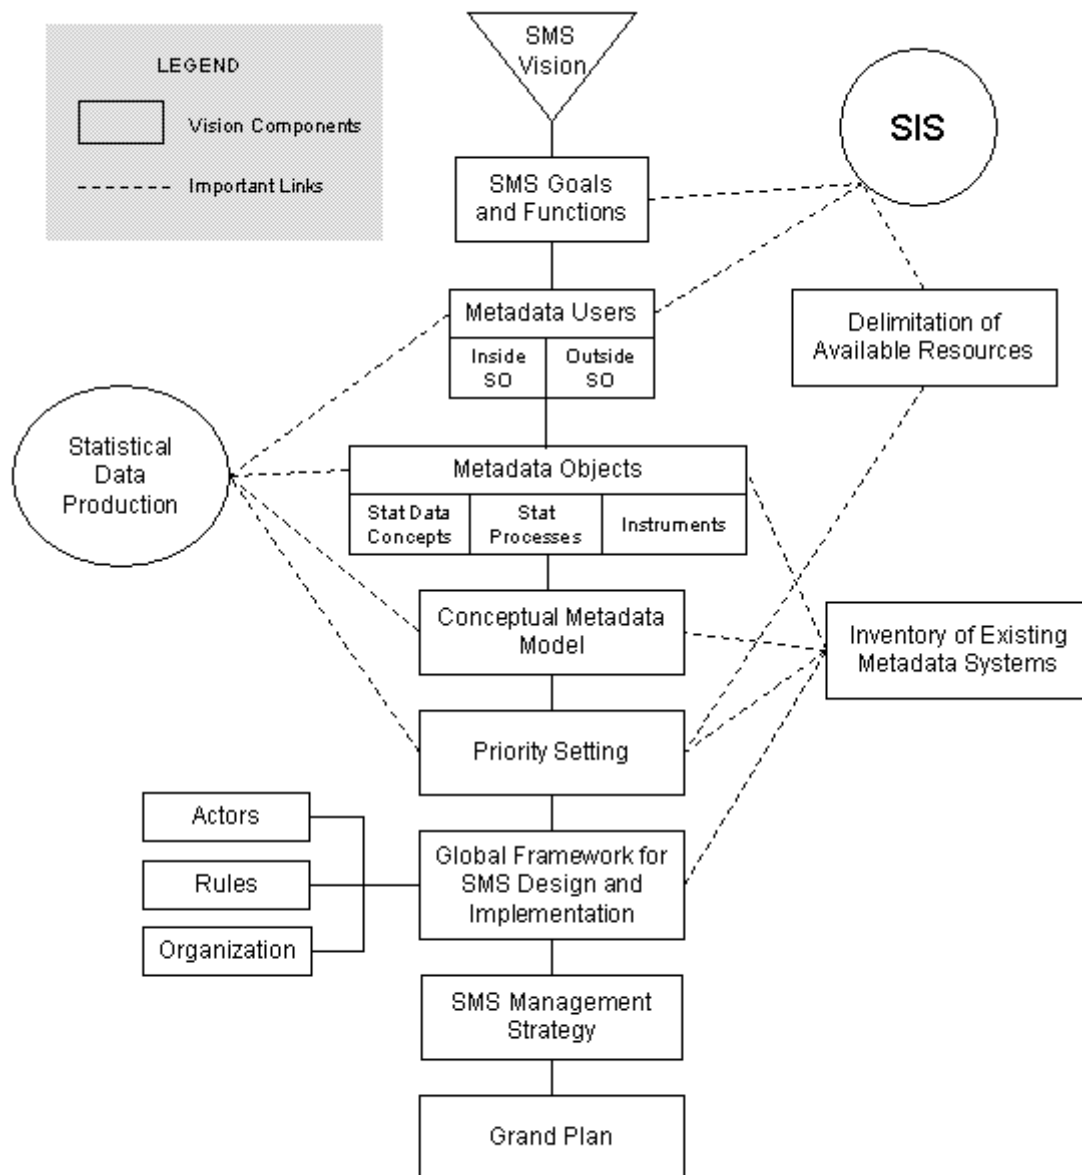 LEGEND
Vision Components
Important Links
SMS
Vision
SIS
SMS Goals
and Functions
Metadata Users
Inside
SO
Outside
SO
Delimitation of
Available Resources
Statistical
Data
Production
Metadata Objects
Stat Data
Concepts
Stat
Processes
Instruments
Conceptual Metadata
Model
Inventory of Existing
Metadata Systems
Priority Setting
Actors
Rules
Organization
Global Framework for
SMS Design and
Implementation
SMS Management
Strategy
Grand Plan